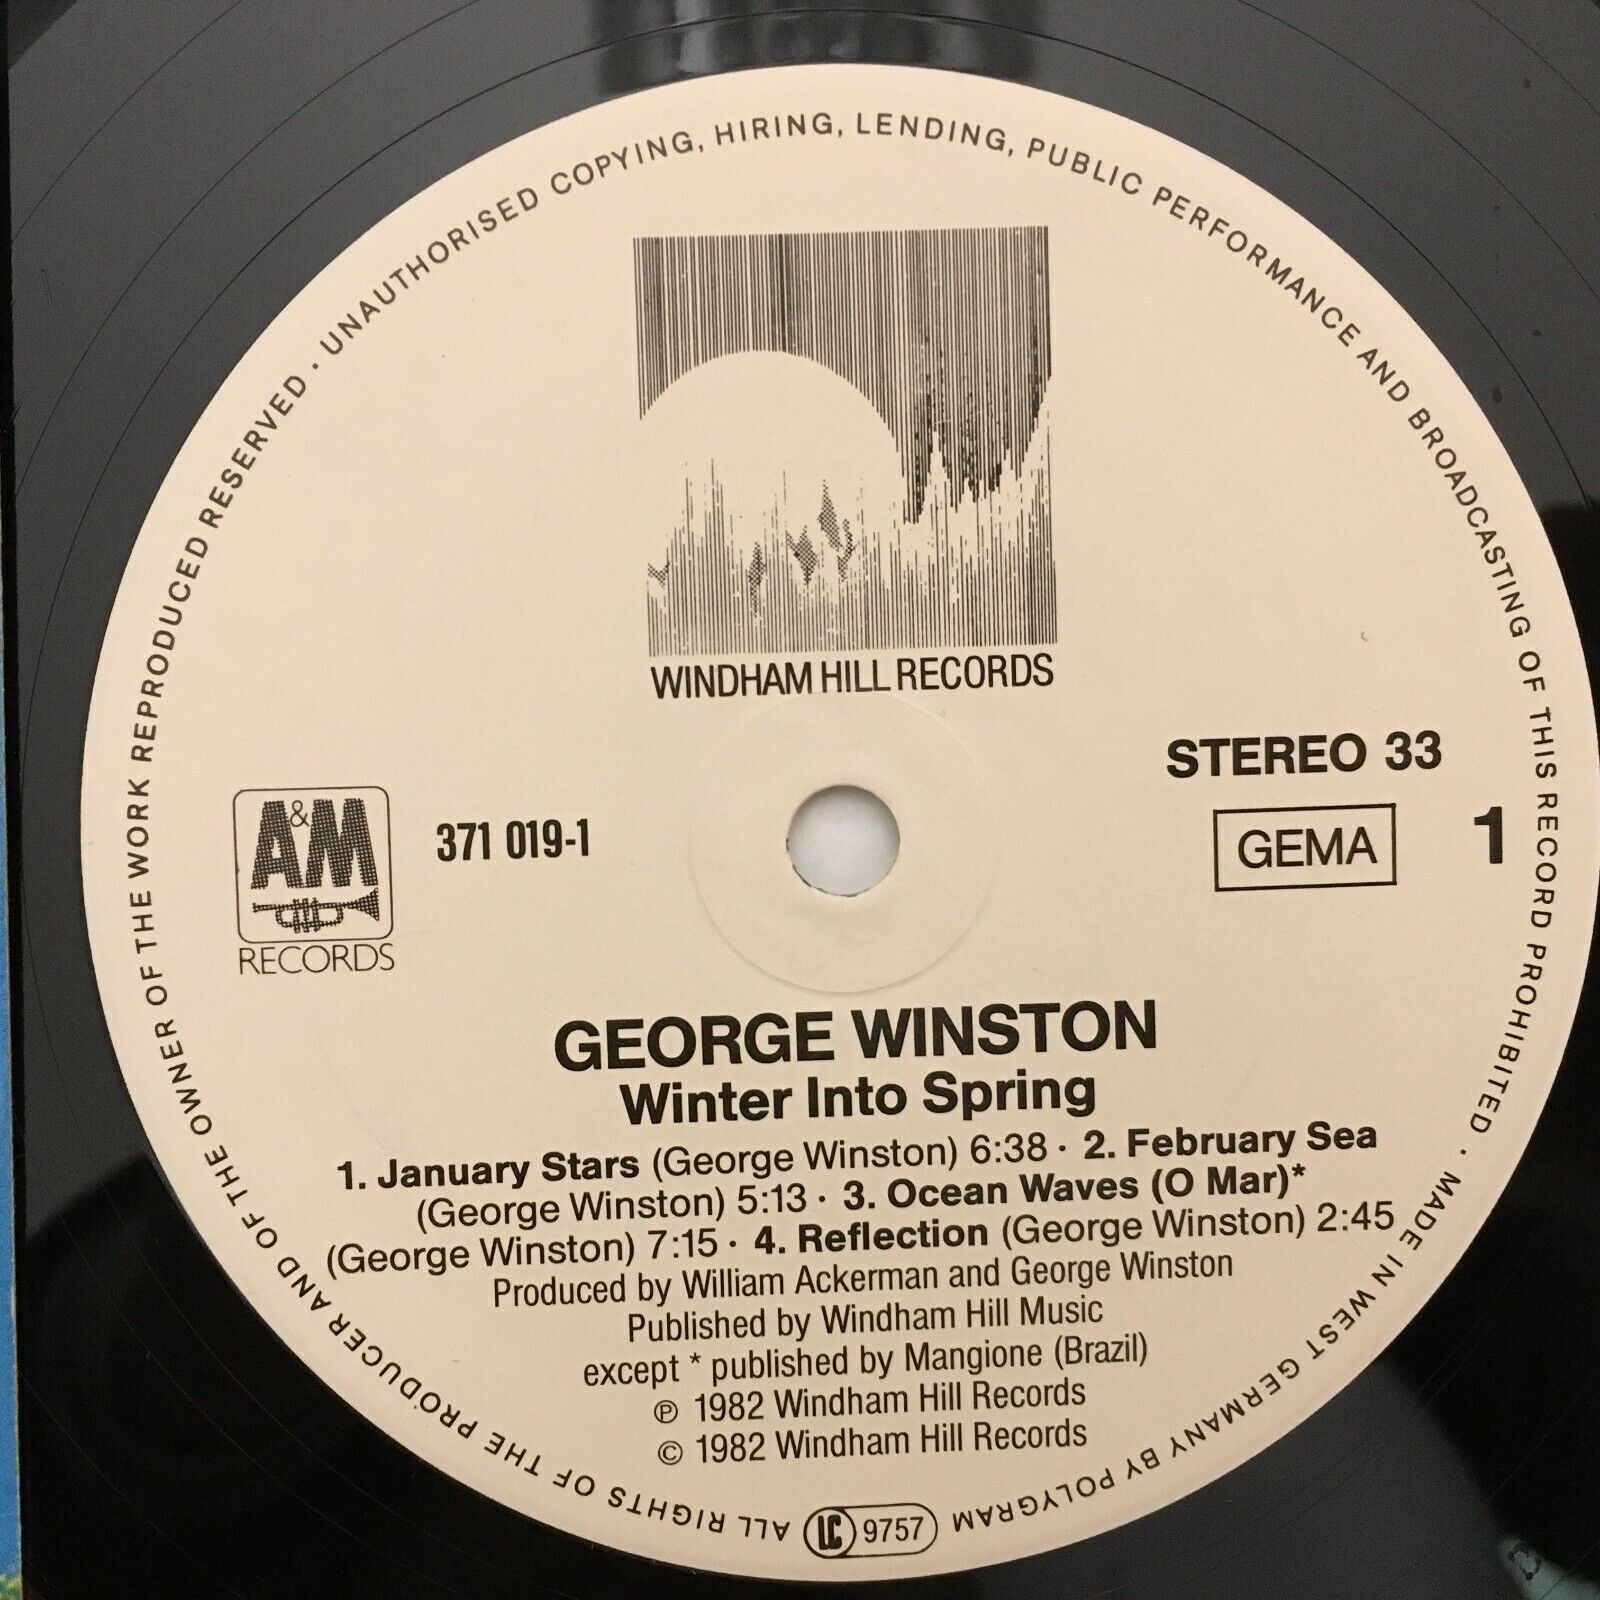 ALL RIGHTS OF THE PRODUCER AND OF THE OWNER OF THE WORK REPRODUCED RESERVED · UNAUTHORISED COPYING, HIRING, LENDING, PUBLIC PERFORMANCE AND BROADCASTING OF THIS RECORD PROHIBITED · MADE IN WEST GERMANY BY POLYGRAM
WINDHAM HILL RECORDS
STEREO 33
A&M
RECORDS
371 019-1
GEMA
1
GEORGE WINSTON
Winter Into Spring
1. January Stars (George Winston) 6:38 · 2. February Sea
(George Winston) 5:13 · 3. Ocean Waves (O Mar)*
(George Winston) 7:15 · 4. Reflection (George Winston) 2:45
Produced by William Ackerman and George Winston
Published by Windham Hill Music
except * published by Mangione (Brazil)
℗ 1982 Windham Hill Records
© 1982 Windham Hill Records
LC 9757